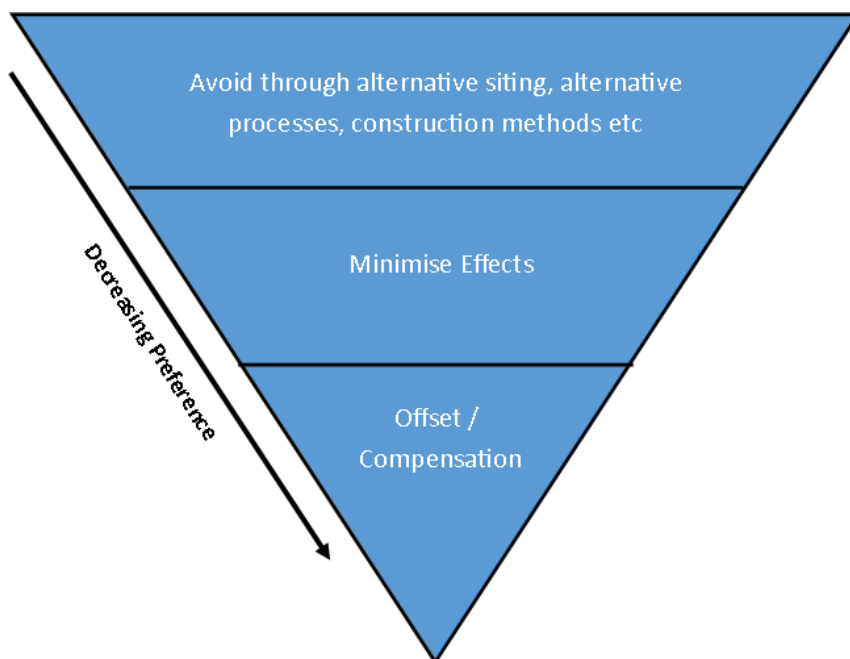 Avoid through alternative siting, alternative
processes, construction methods etc
Minimise Effects
Decreasing Preference
Offset /
Compensation